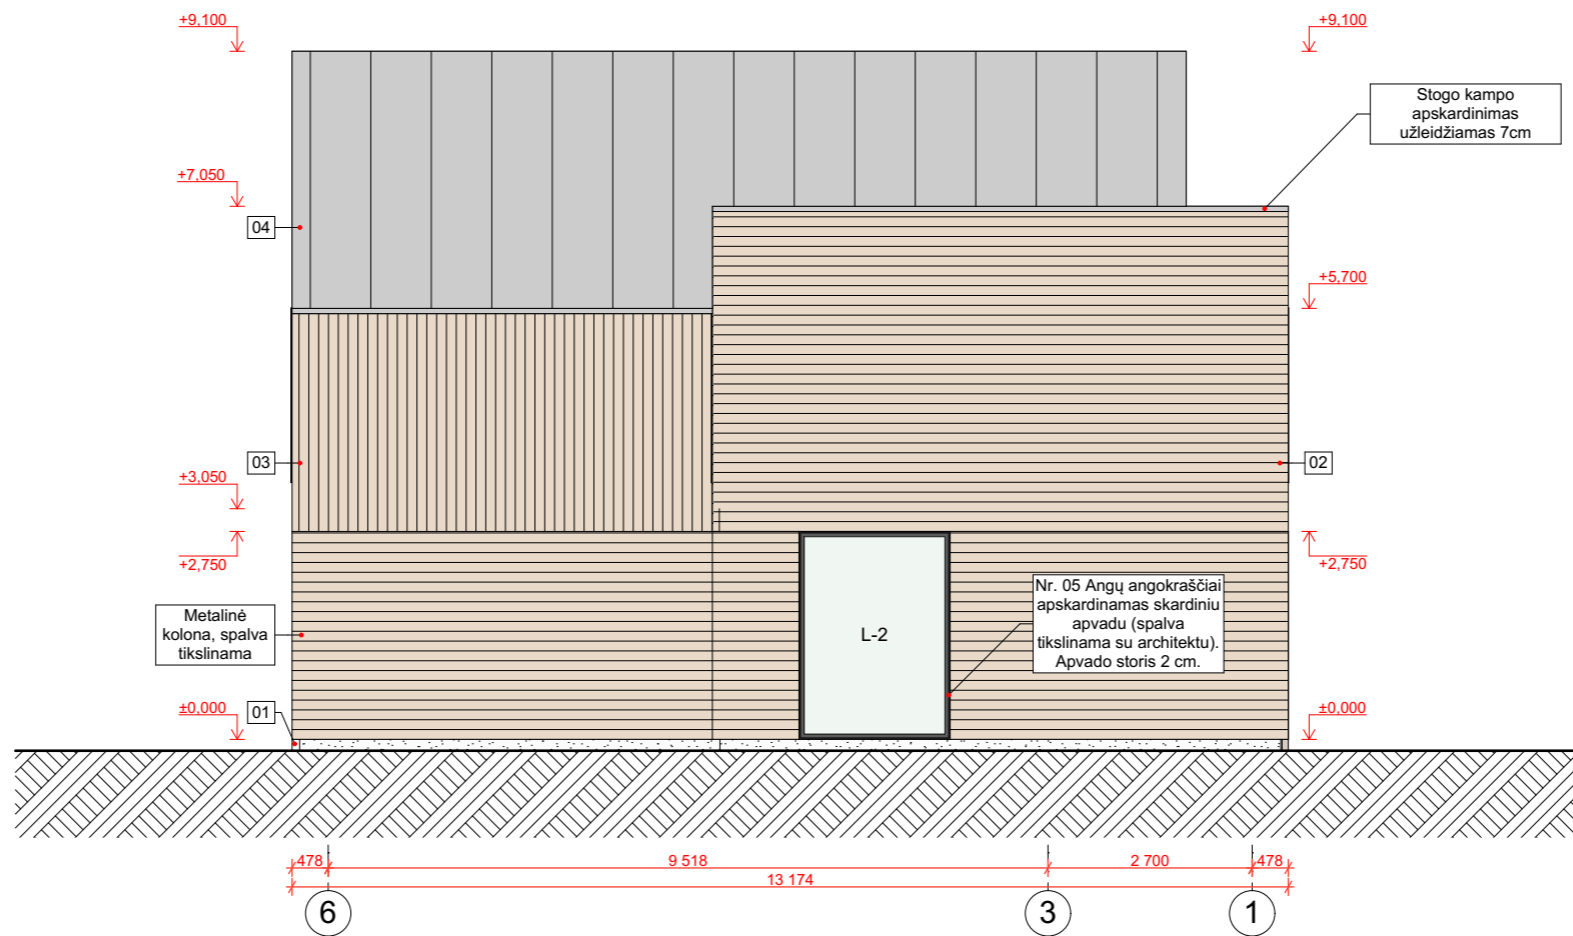 +9,100
+9,100
Stogo kampo
apskardinimas
užleidžiamas 7cm
+7,050
04
+5,700
03
02
+3,050
+2,750
+2,750
Nr. 05 Angų angokraščiai
apskardinamas skardiniu
apvadu (spalva
tikslinama su architektu).
Apvado storis 2 cm.
Metalinė
kolona, spalva
tikslinama
L-2
±0,000
01
±0,000
478
9 518
2 700
478
13 174
6
3
1